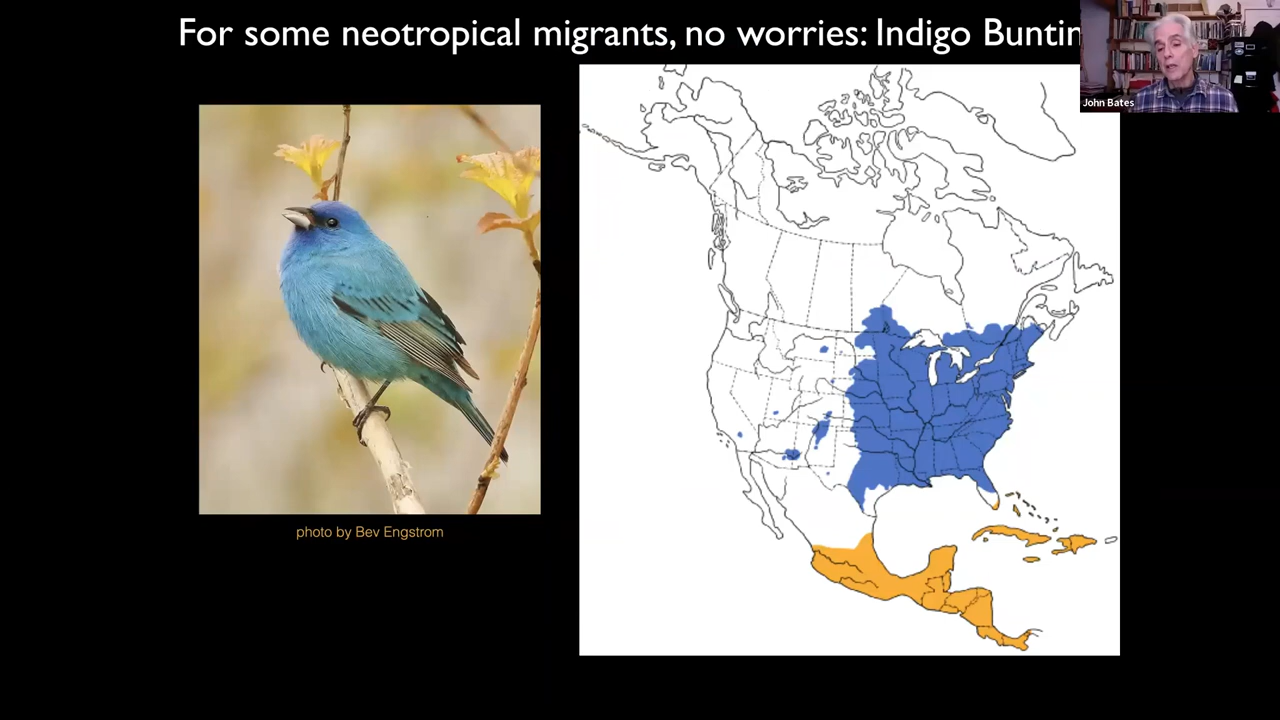 For some neotropical migrants, no worries: Indigo Buntin
John Bates
photo by Bev Engstrom